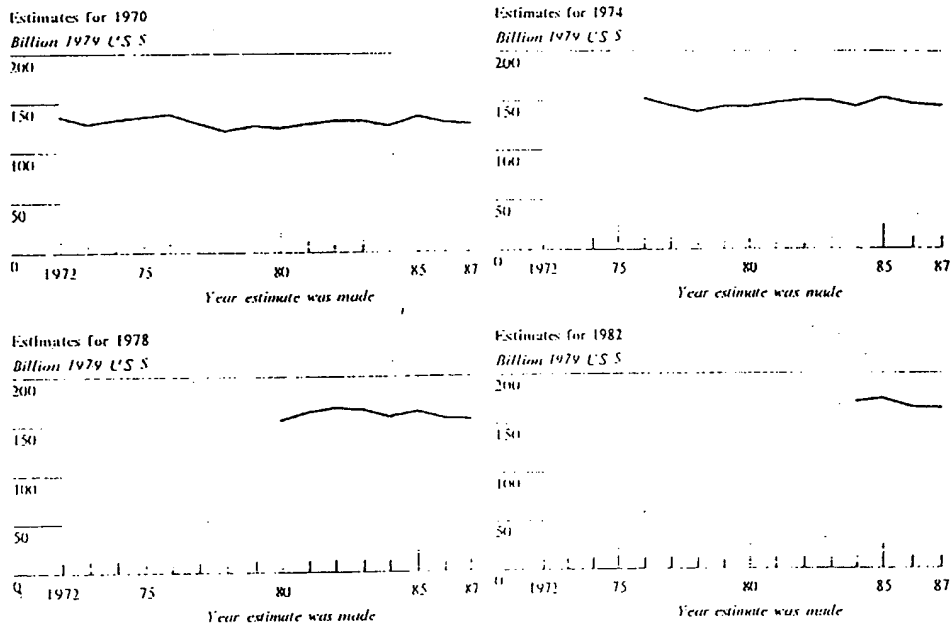 Estimates for 1970
Billion 1979 US $
200
150
100
50
0
1972 75 80 85 87
Year estimate was made
Estimates for 1974
Billion 1979 US $
200
150
100
50
0
1972 75 80 85 87
Year estimate was made
Estimates for 1978
Billion 1979 US $
200
150
100
50
0
1972 75 80 85 87
Year estimate was made
Estimates for 1982
Billion 1979 US $
200
150
100
50
0
1972 75 80 85 87
Year estimate was made